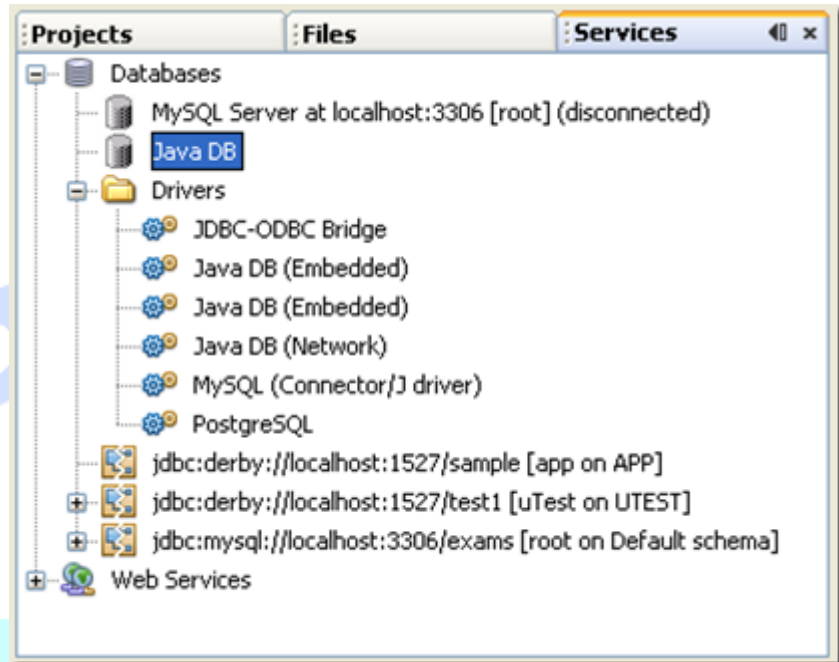 Projects Files Services
Databases
MySQL Server at localhost:3306 [root] (disconnected)
Java DB
Drivers
JDBC-ODBC Bridge
Java DB (Embedded)
Java DB (Embedded)
Java DB (Network)
MySQL (Connector/J driver)
PostgreSQL
jdbc:derby://localhost:1527/sample [app on APP]
jdbc:derby://localhost:1527/test1 [uTest on UTEST]
jdbc:mysql://localhost:3306/exams [root on Default schema]
Web Services